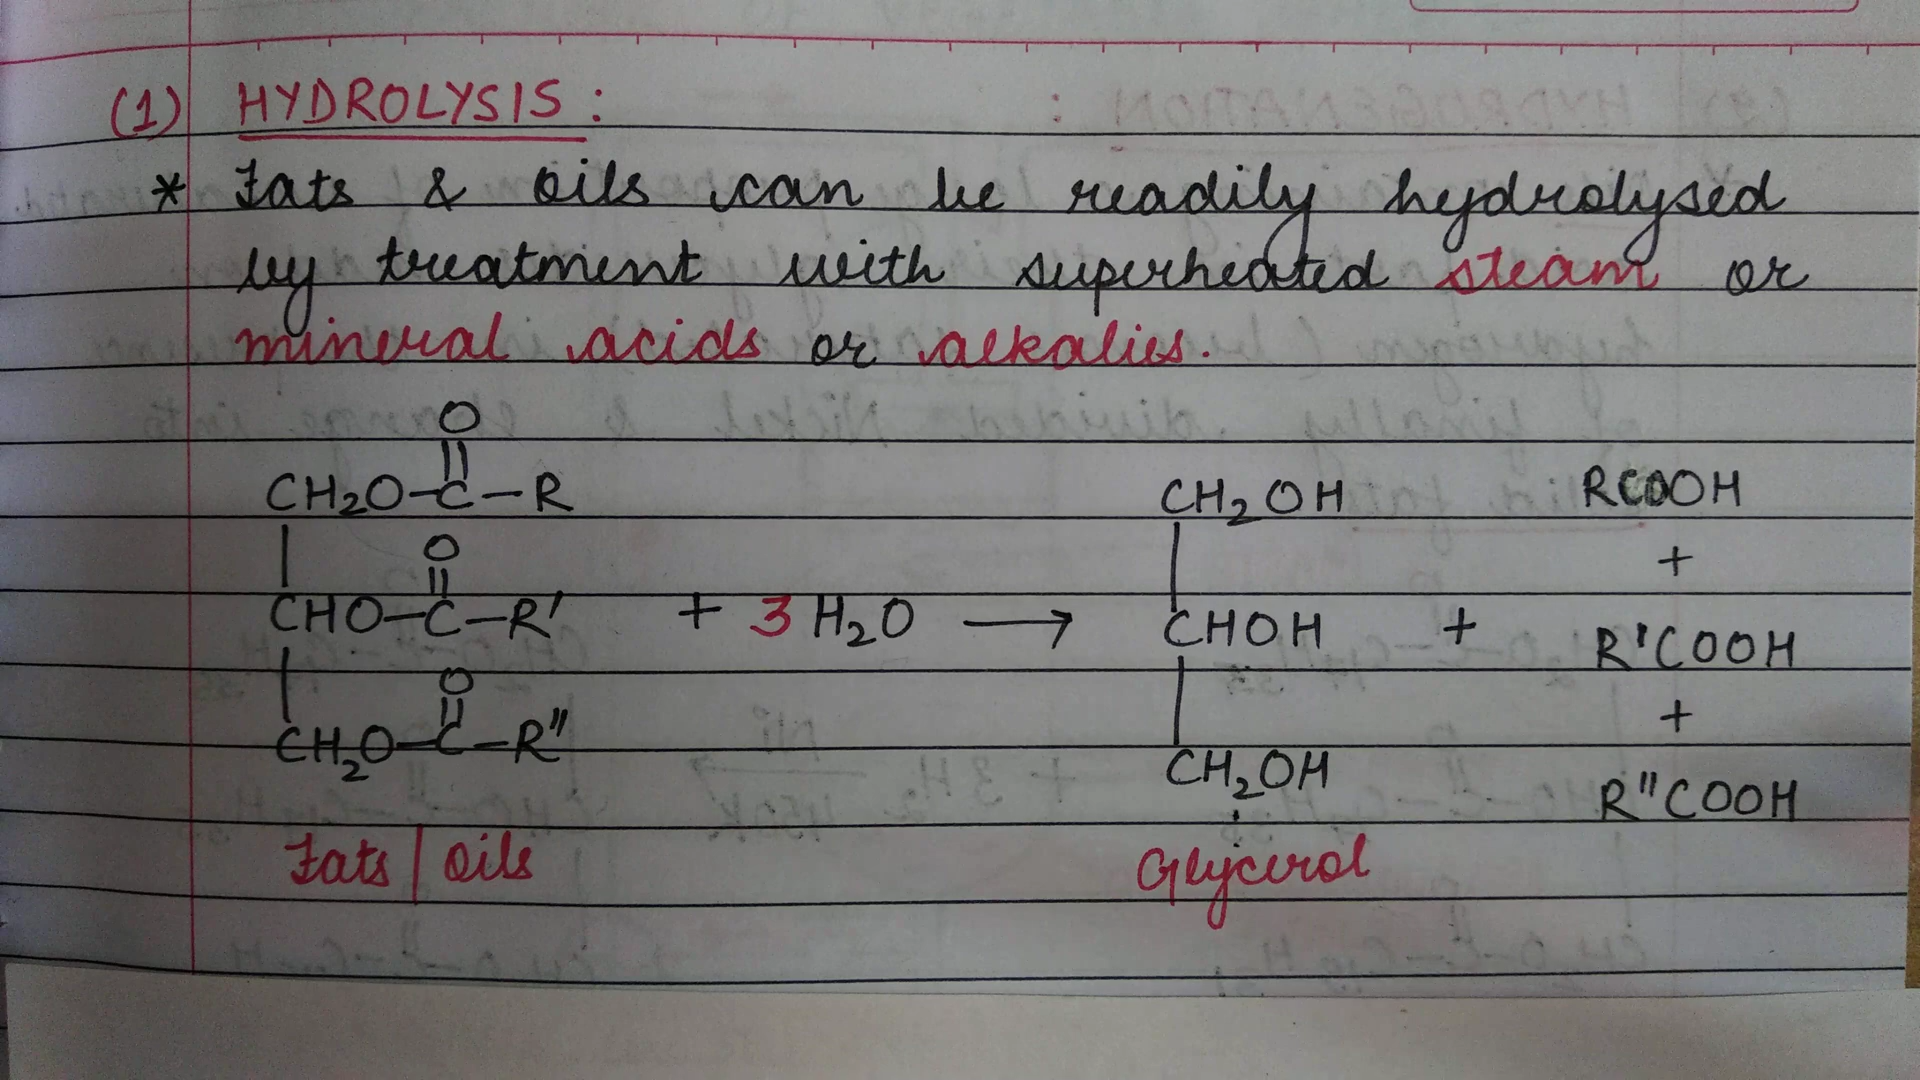 (1) HYDROLYSIS :
* Fats & Oils can be readily hydrolysed
by treatment with superheated steam or
mineral acids or alkalies.
O
||
CH₂O-C-R
|
O
||
CHO-C-R'
|
O
||
CH₂O-C-R"
+ 3 H₂O ⟶
CH₂OH
|
CHOH
|
CH₂OH
+
RCOOH
+
R'COOH
+
R"COOH
Fats | Oils
Glycerol